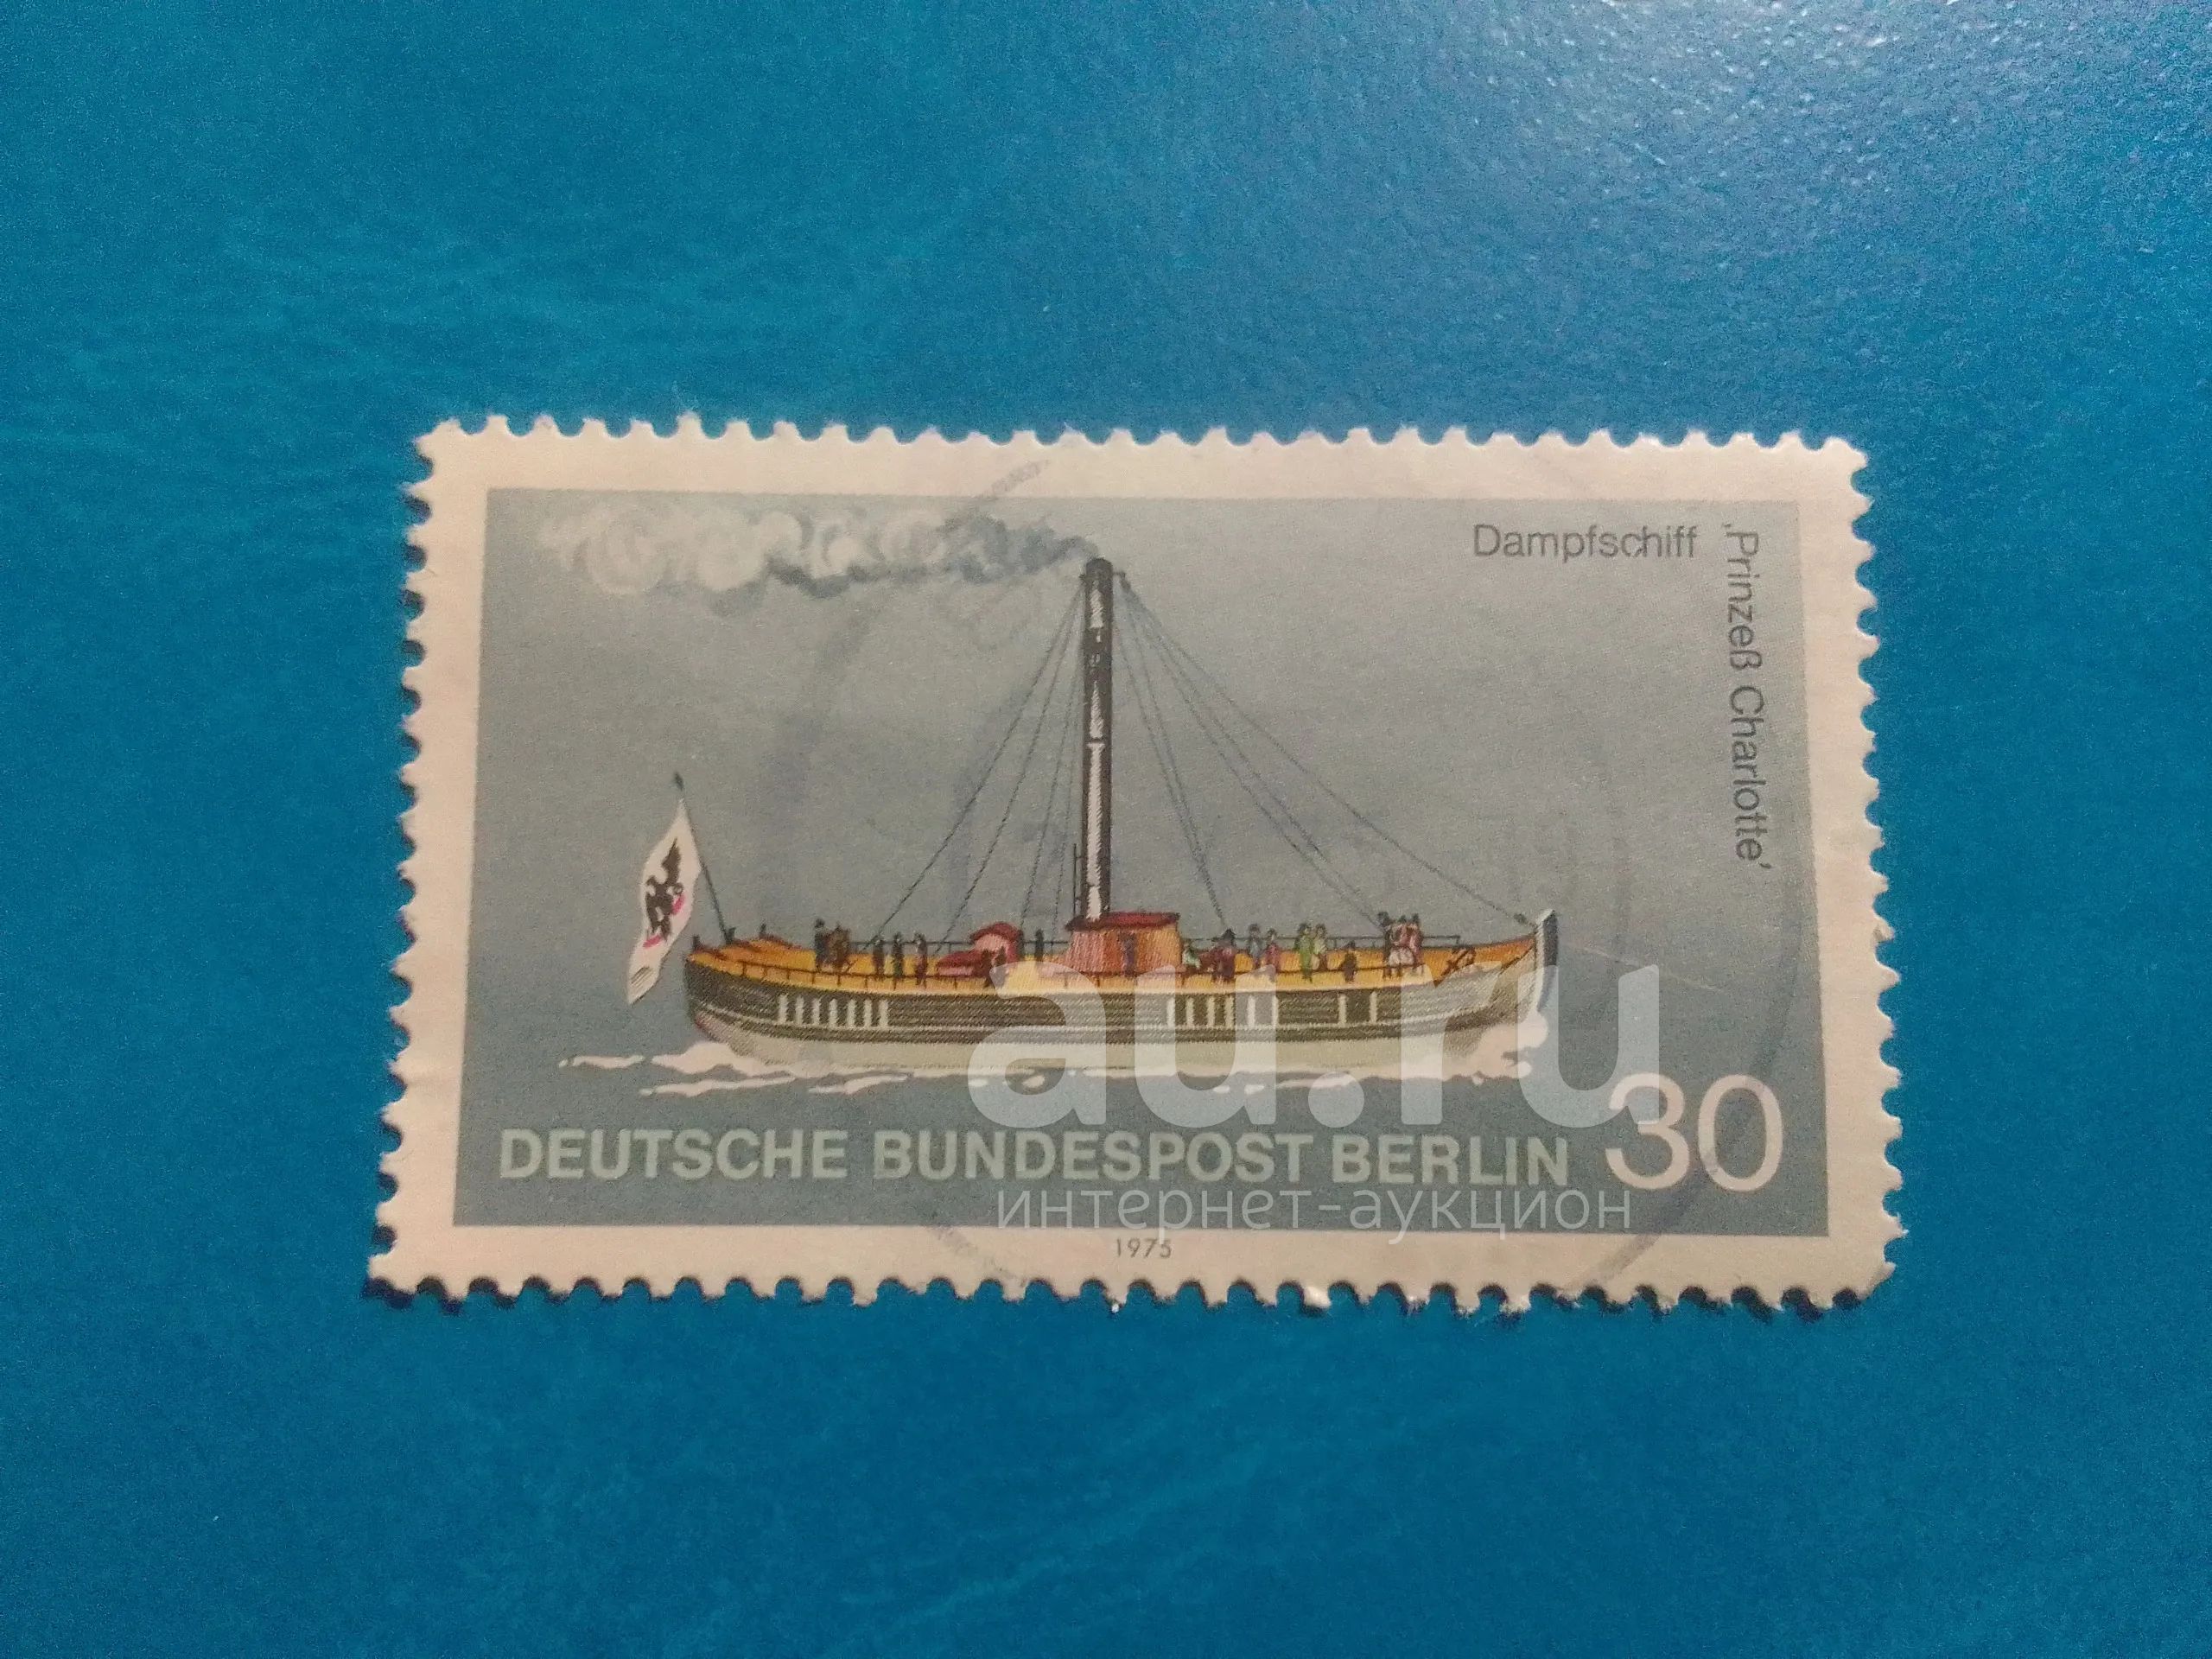 Dampfschiff
‚Prinzeß Charlotte‘
DEUTSCHE BUNDESPOST BERLIN 30
1975
au.ru
интернет-аукцион